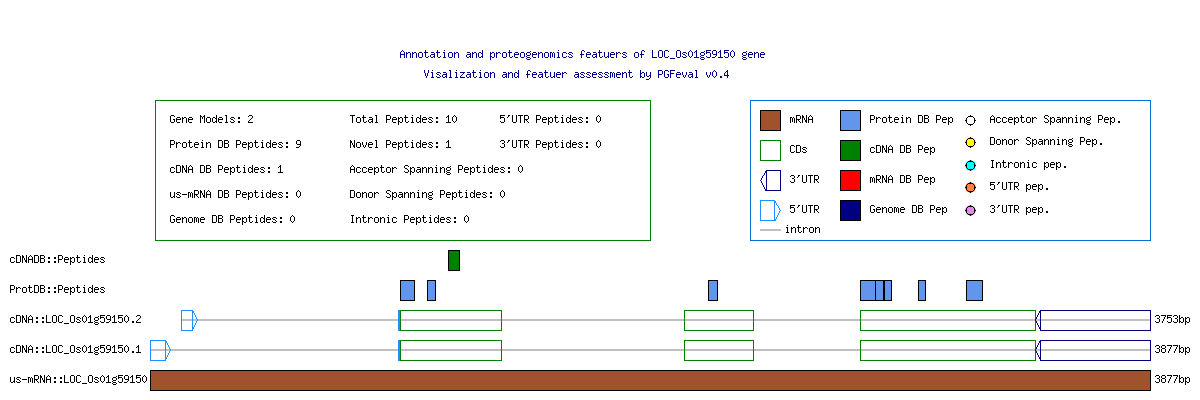 Annotation and proteogenomics featuers of LOC_Os01g59150 gene
Visalization and featuer assessment by PGFeval v0.4
Gene Models: 2 Total Peptides: 10 5'UTR Peptides: 0
Protein DB Peptides: 9 Novel Peptides: 1 3'UTR Peptides: 0
cDNA DB Peptides: 1 Acceptor Spanning Peptides: 0
us-mRNA DB Peptides: 0 Donor Spanning Peptides: 0
Genome DB Peptides: 0 Intronic Peptides: 0
mRNA Protein DB Pep Acceptor Spanning Pep.
CDs cDNA DB Pep Donor Spanning Pep.
3'UTR mRNA DB Pep Intronic pep.
5'UTR Genome DB Pep 5'UTR pep.
intron 3'UTR pep.
cDNADB::Peptides
ProtDB::Peptides
cDNA::LOC_Os01g59150.2 3753bp
cDNA::LOC_Os01g59150.1 3877bp
us-mRNA::LOC_Os01g59150 3877bp